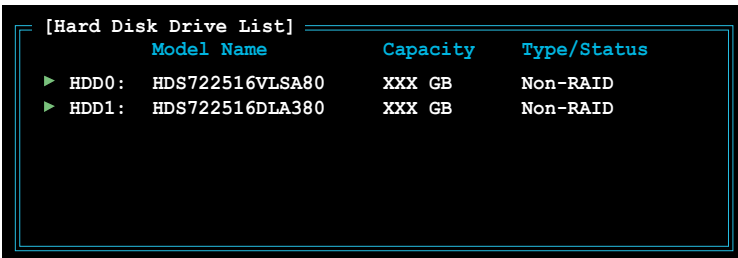 [Hard Disk Drive List]
Model Name Capacity Type/Status
HDD0: HDS722516VLSA80 XXX GB Non-RAID
HDD1: HDS722516DLA380 XXX GB Non-RAID